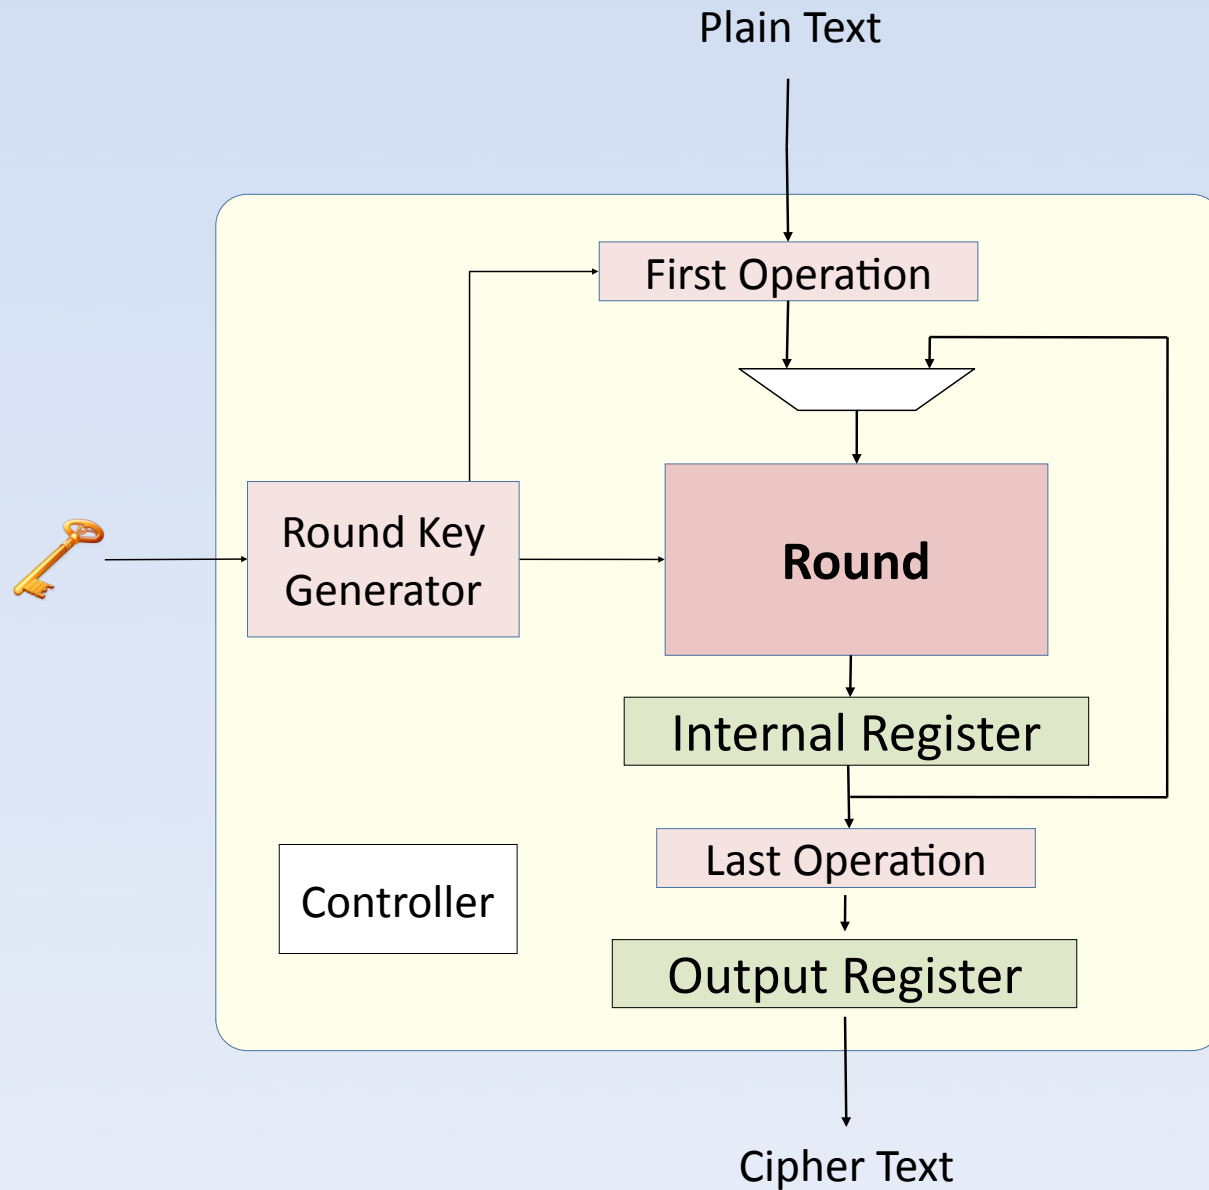 Plain Text
First Operation
Round Key
Generator
Round
Internal Register
Last Operation
Controller
Output Register
Cipher Text